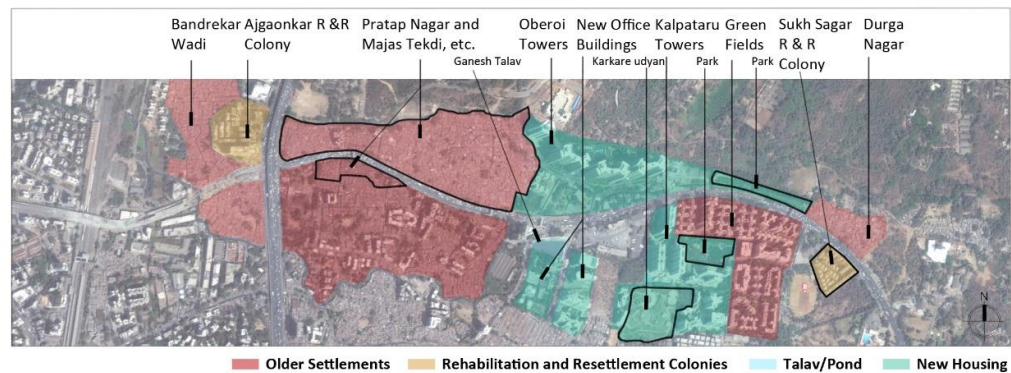 Bandrekar
Wadi
Ajgaonkar R &R
Colony
Pratap Nagar and
Majas Tekdi, etc.
Ganesh Talav
Oberoi
Towers
New Office
Buildings
Karkare udyan
Kalpataru
Towers
Park
Green
Fields
Park
Sukh Sagar
R & R
Colony
Durga
Nagar
N
Older Settlements
Rehabilitation and Resettlement Colonies
Talav/Pond
New Housing